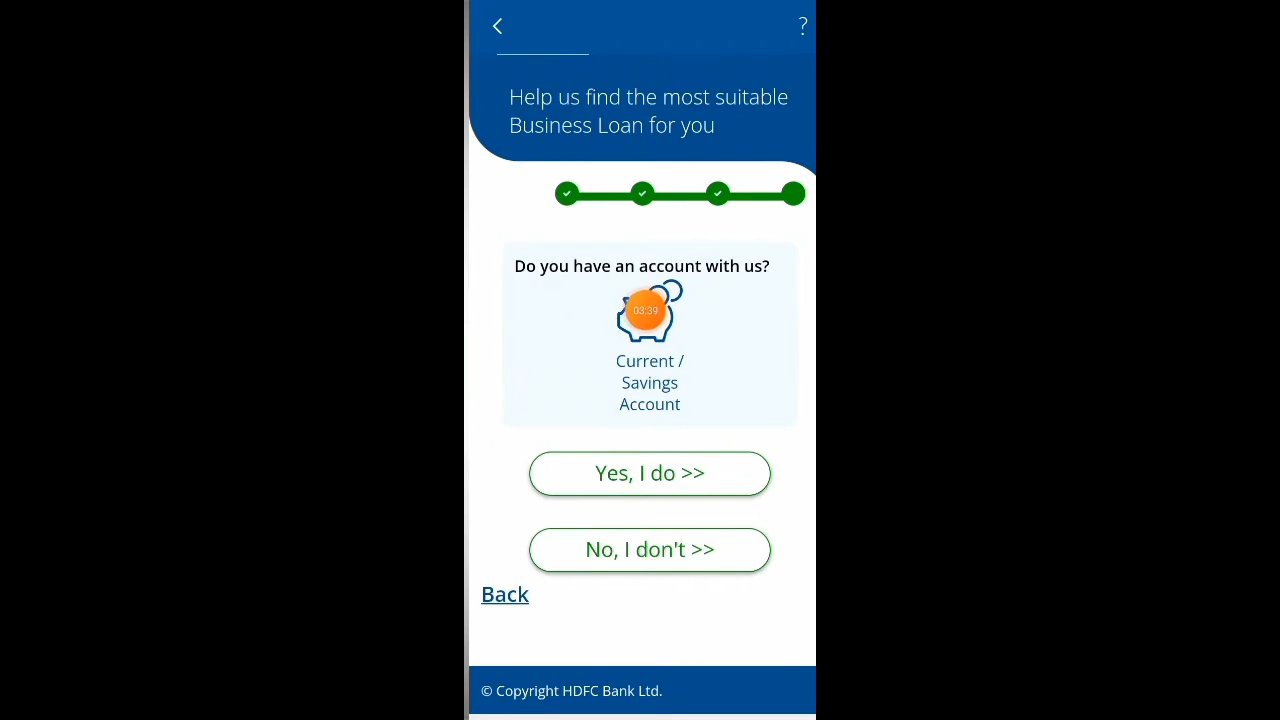 ?
Help us find the most suitable
Business Loan for you
Do you have an account with us?
03:39
Current /
Savings
Account
Yes, I do >>
No, I don't >>
Back
© Copyright HDFC Bank Ltd.